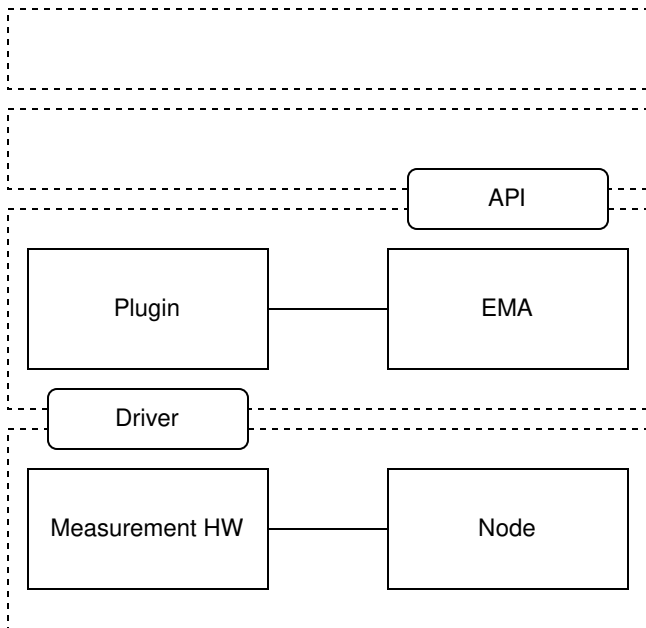 API
Plugin
EMA
Driver
Measurement HW
Node